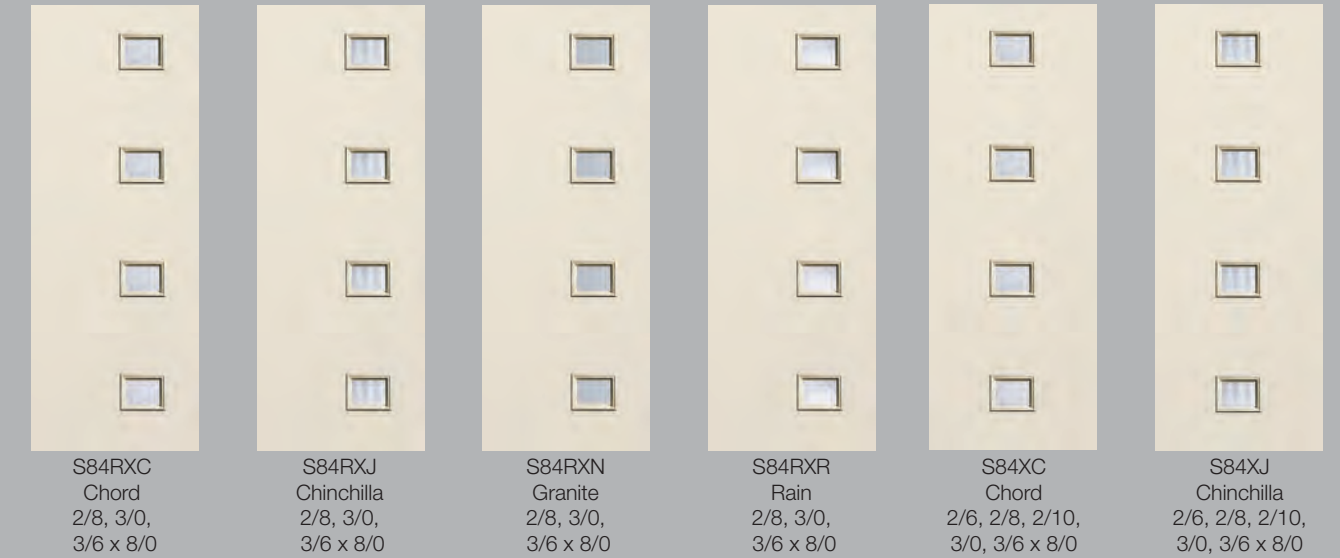 S84RXC
Chord
2/8, 3/0,
3/6 x 8/0
S84RXJ
Chinchilla
2/8, 3/0,
3/6 x 8/0
S84RXN
Granite
2/8, 3/0,
3/6 x 8/0
S84RXR
Rain
2/8, 3/0,
3/6 x 8/0
S84XC
Chord
2/6, 2/8, 2/10,
3/0, 3/6 x 8/0
S84XJ
Chinchilla
2/6, 2/8, 2/10,
3/0, 3/6 x 8/0